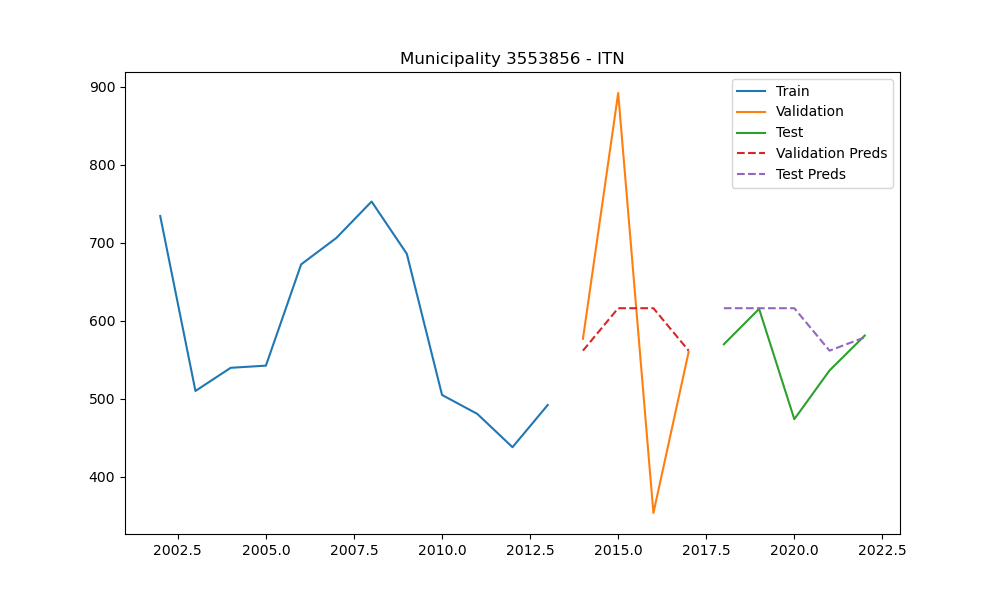 Municipality 3553856 - ITN
Train
Validation
Test
Validation Preds
Test Preds
900
800
700
600
500
400
2002.5 2005.0 2007.5 2010.0 2012.5 2015.0 2017.5 2020.0 2022.5